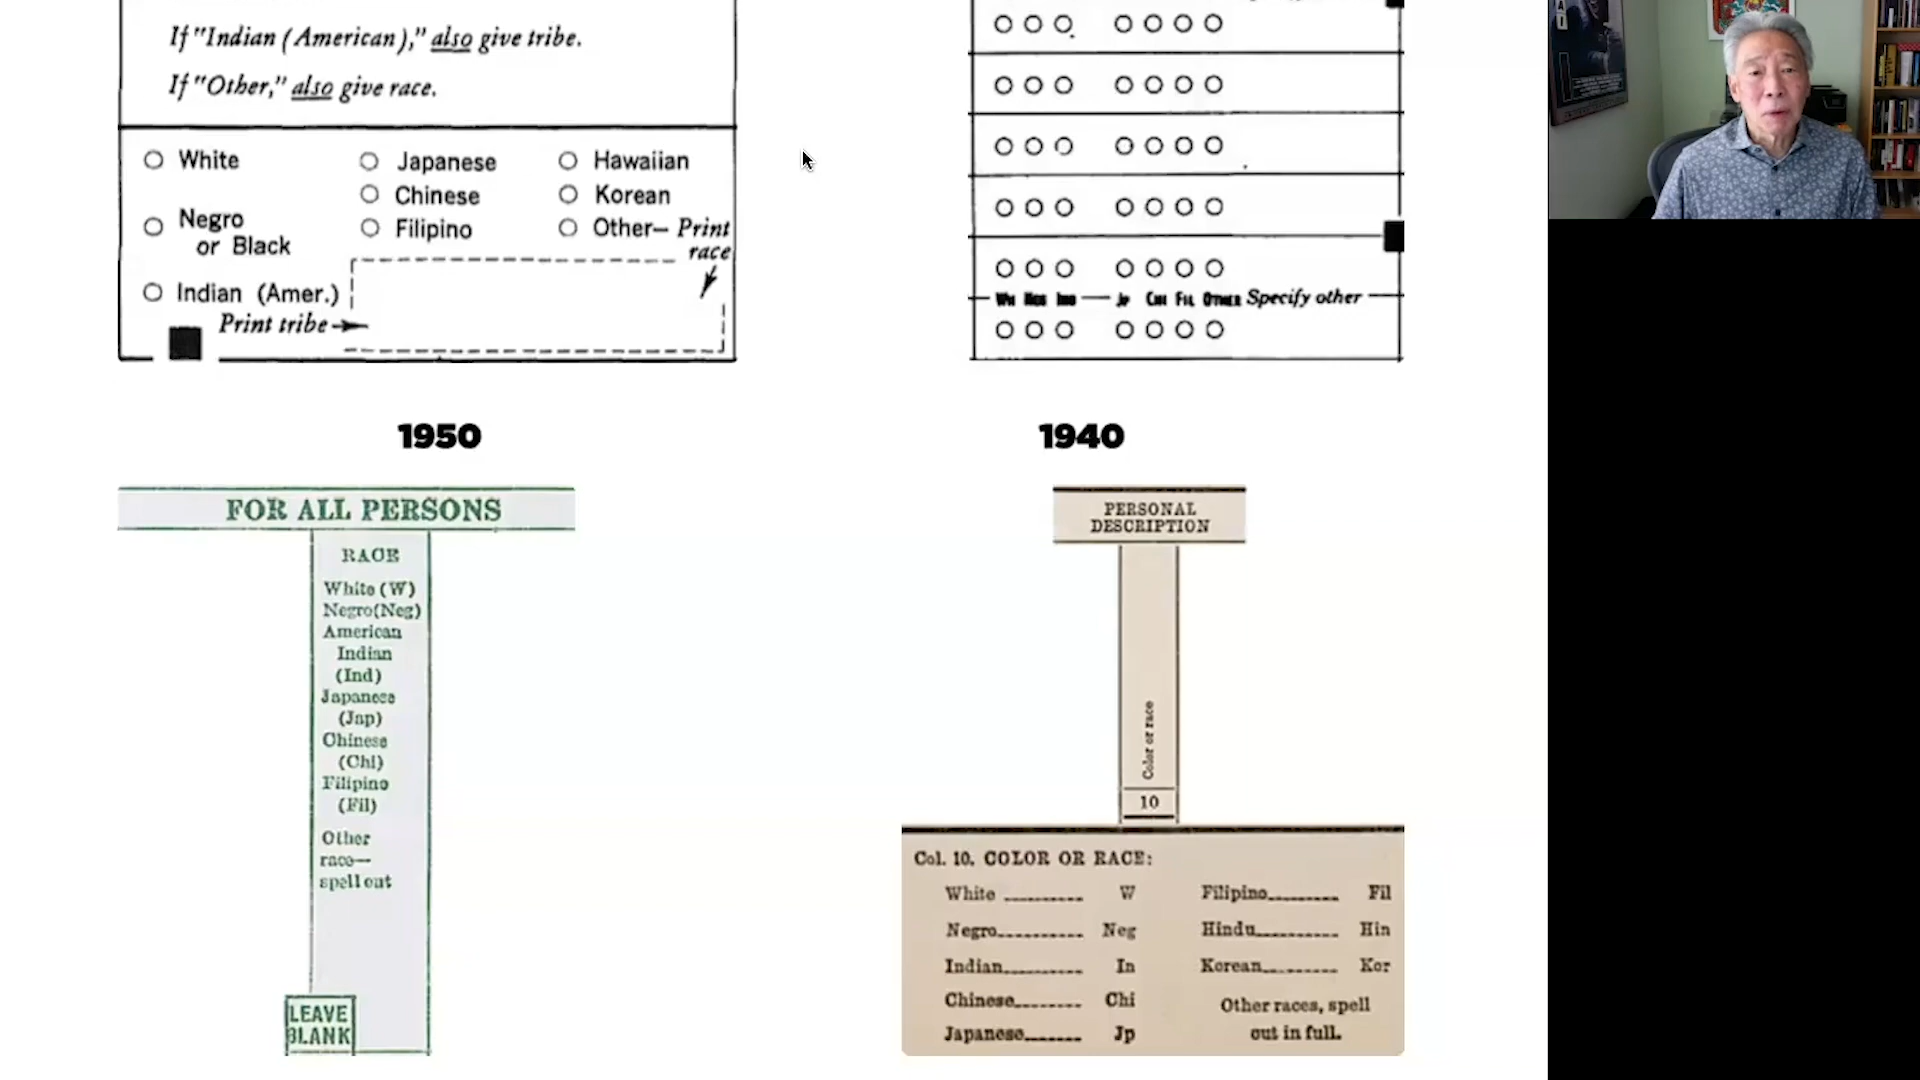 If "Indian (American)," also give tribe.
If "Other," also give race.
White
Negro
or Black
Indian (Amer.)
Print tribe
Japanese
Chinese
Filipino
Hawaiian
Korean
Other— Print
race
Specify other
1950
FOR ALL PERSONS
RACE
White (W)
Negro (Neg)
American
Indian
(Ind)
Japanese
(Jap)
Chinese
(Chi)
Filipino
(Fil)
Other
race—
spell out
LEAVE
BLANK
1940
PERSONAL
DESCRIPTION
Color or race
10
Col. 10. COLOR OR RACE:
White W
Negro Neg
Indian In
Chinese Chi
Japanese Jp
Filipino Fil
Hindu Hin
Korean Kor
Other races, spell
out in full.